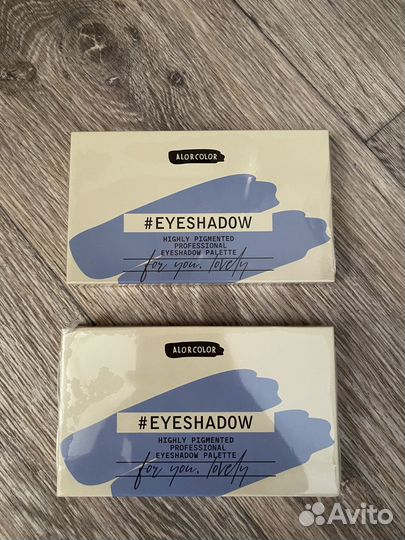 ALORCOLOR
#EYESHADOW
HIGHLY PIGMENTED
PROFESSIONAL
EYESHADOW PALETTE
for you, lovely
ALORCOLOR
#EYESHADOW
HIGHLY PIGMENTED
PROFESSIONAL
EYESHADOW PALETTE
for you, lovely
Avito